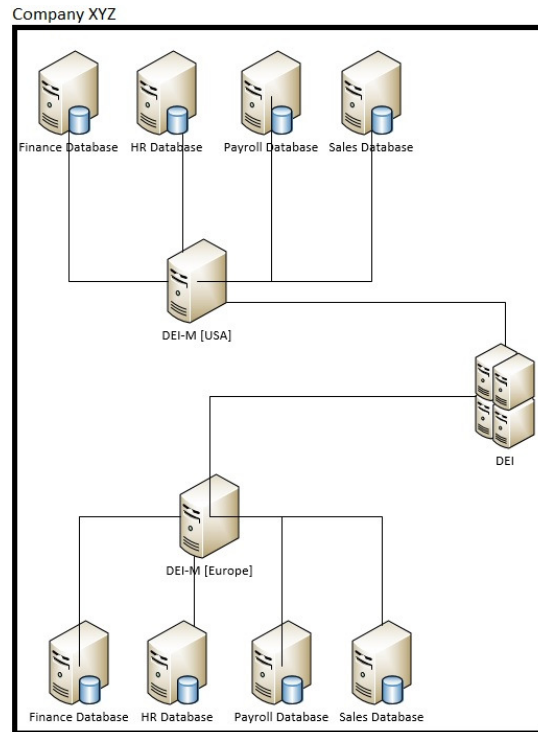 Company XYZ
Finance Database
HR Database
Payroll Database
Sales Database
DEI-M [USA]
DEI
DEI-M [Europe]
Finance Database
HR Database
Payroll Database
Sales Database